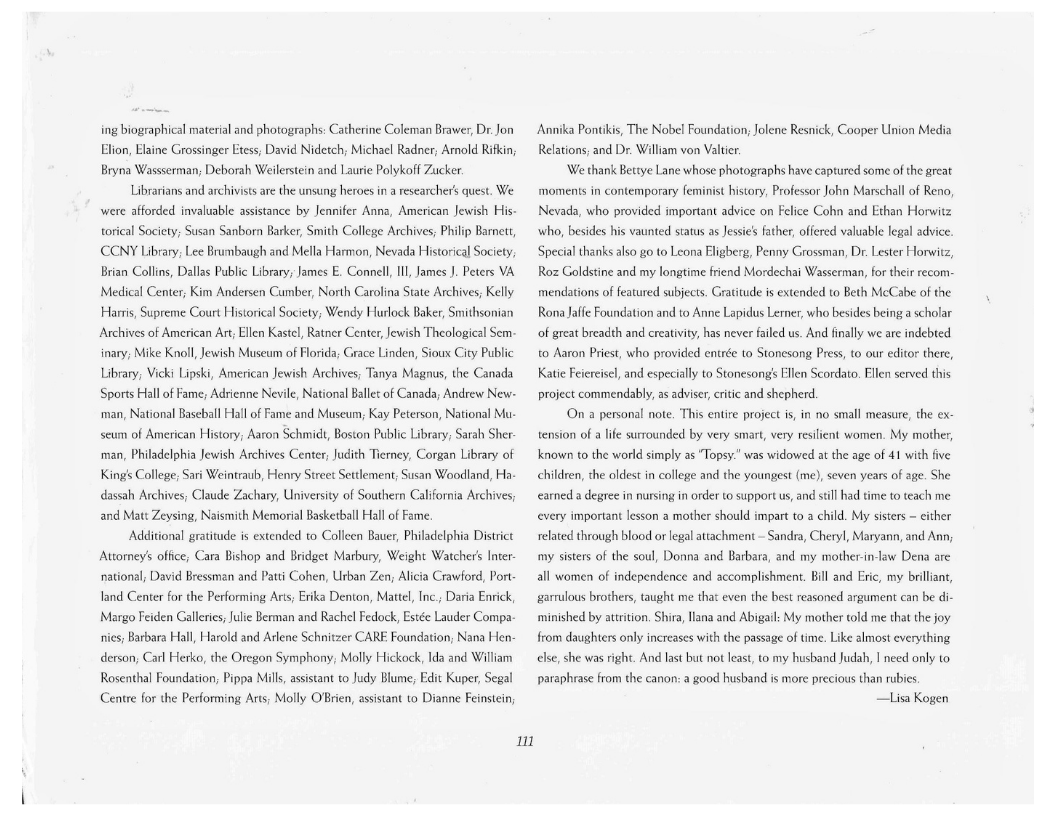 ing biographical material and photographs: Catherine Coleman Brawer, Dr. Jon
Elion, Elaine Grossinger Etess; David Nidetch; Michael Radner; Arnold Rifkin;
Bryna Wassserman; Deborah Weilerstein and Laurie Polykoff Zucker.
Librarians and archivists are the unsung heroes in a researcher's quest. We
were afforded invaluable assistance by Jennifer Anna, American Jewish His-
torical Society; Susan Sanborn Barker, Smith College Archives; Philip Barnett,
CCNY Library; Lee Brumbaugh and Mella Harmon, Nevada Historical Society;
Brian Collins, Dallas Public Library; James E. Connell, III, James J. Peters VA
Medical Center; Kim Andersen Cumber, North Carolina State Archives; Kelly
Harris, Supreme Court Historical Society; Wendy Hurlock Baker, Smithsonian
Archives of American Art; Ellen Kastel, Ratner Center, Jewish Theological Sem-
inary; Mike Knoll, Jewish Museum of Florida; Grace Linden, Sioux City Public
Library; Vicki Lipski, American Jewish Archives; Tanya Magnus, the Canada
Sports Hall of Fame; Adrienne Nevile, National Ballet of Canada; Andrew New-
man, National Baseball Hall of Fame and Museum; Kay Peterson, National Mu-
seum of American History; Aaron Schmidt, Boston Public Library; Sarah Sher-
man, Philadelphia Jewish Archives Center; Judith Tierney, Corgan Library of
King's College; Sari Weintraub, Henry Street Settlement; Susan Woodland, Ha-
dassah Archives; Claude Zachary, University of Southern California Archives;
and Matt Zeysing, Naismith Memorial Basketball Hall of Fame.
Additional gratitude is extended to Colleen Bauer, Philadelphia District
Attorney's office; Cara Bishop and Bridget Marbury, Weight Watcher's Inter-
national; David Bressman and Patti Cohen, Urban Zen; Alicia Crawford, Port-
land Center for the Performing Arts; Erika Denton, Mattel, Inc.; Daria Enrick,
Margo Feiden Galleries; Julie Berman and Rachel Fedock, Estée Lauder Compa-
nies; Barbara Hall, Harold and Arlene Schnitzer CARE Foundation; Nana Hen-
derson; Carl Herko, the Oregon Symphony; Molly Hickock, Ida and William
Rosenthal Foundation; Pippa Mills, assistant to Judy Blume; Edit Kuper, Segal
Centre for the Performing Arts; Molly O'Brien, assistant to Dianne Feinstein;
Annika Pontikis, The Nobel Foundation; Jolene Resnick, Cooper Union Media
Relations; and Dr. William von Valtier.
We thank Bettye Lane whose photographs have captured some of the great
moments in contemporary feminist history, Professor John Marschall of Reno,
Nevada, who provided important advice on Felice Cohn and Ethan Horwitz
who, besides his vaunted status as Jessie's father, offered valuable legal advice.
Special thanks also go to Leona Eligberg, Penny Grossman, Dr. Lester Horwitz,
Roz Goldstine and my longtime friend Mordechai Wasserman, for their recom-
mendations of featured subjects. Gratitude is extended to Beth McCabe of the
Rona Jaffe Foundation and to Anne Lapidus Lerner, who besides being a scholar
of great breadth and creativity, has never failed us. And finally we are indebted
to Aaron Priest, who provided entrée to Stonesong Press, to our editor there,
Katie Feiereisel, and especially to Stonesong's Ellen Scordato. Ellen served this
project commendably, as adviser, critic and shepherd.
On a personal note. This entire project is, in no small measure, the ex-
tension of a life surrounded by very smart, very resilient women. My mother,
known to the world simply as "Topsy." was widowed at the age of 41 with five
children, the oldest in college and the youngest (me), seven years of age. She
earned a degree in nursing in order to support us, and still had time to teach me
every important lesson a mother should impart to a child. My sisters – either
related through blood or legal attachment – Sandra, Cheryl, Maryann, and Ann;
my sisters of the soul, Donna and Barbara, and my mother-in-law Dena are
all women of independence and accomplishment. Bill and Eric, my brilliant,
garrulous brothers, taught me that even the best reasoned argument can be di-
minished by attrition. Shira, Ilana and Abigail: My mother told me that the joy
from daughters only increases with the passage of time. Like almost everything
else, she was right. And last but not least, to my husband Judah, I need only to
paraphrase from the canon: a good husband is more precious than rubies.
—Lisa Kogen
111